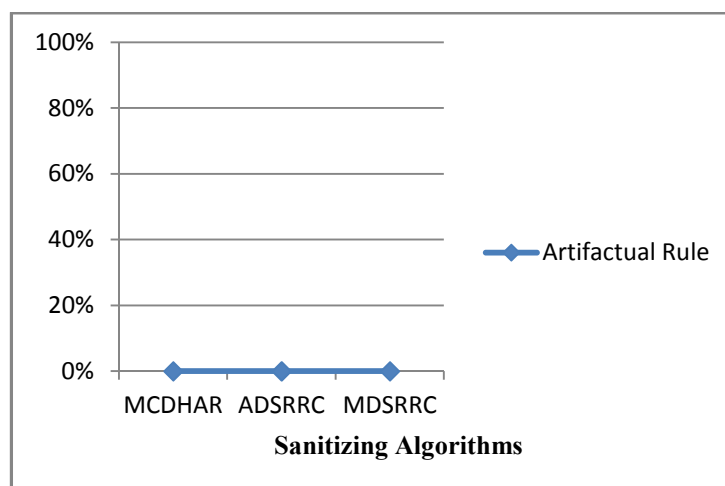 100%
80%
60%
40%
20%
0%
MCDHAR ADSRRC MDSRRC
Sanitizing Algorithms
Artifactual Rule